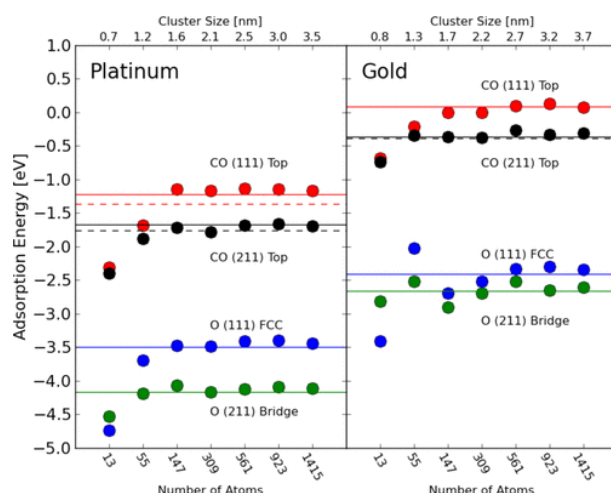 Cluster Size [nm] Cluster Size [nm]
0.7 1.2 1.6 2.1 2.5 3.0 3.5 0.8 1.3 1.7 2.2 2.7 3.2 3.7
1.0
Platinum Gold
0.5
CO (111) Top
0.0
−0.5
CO (111) Top CO (211) Top
−1.0
−1.5
−2.0
CO (211) Top
O (111) FCC
−2.5
−3.0
O (111) FCC O (211) Bridge
−3.5
−4.0
O (211) Bridge
−4.5
−5.0
Adsorption Energy [eV]
13 55 147 309 561 923 1415 13 55 147 309 561 923 1415
Number of Atoms Number of Atoms